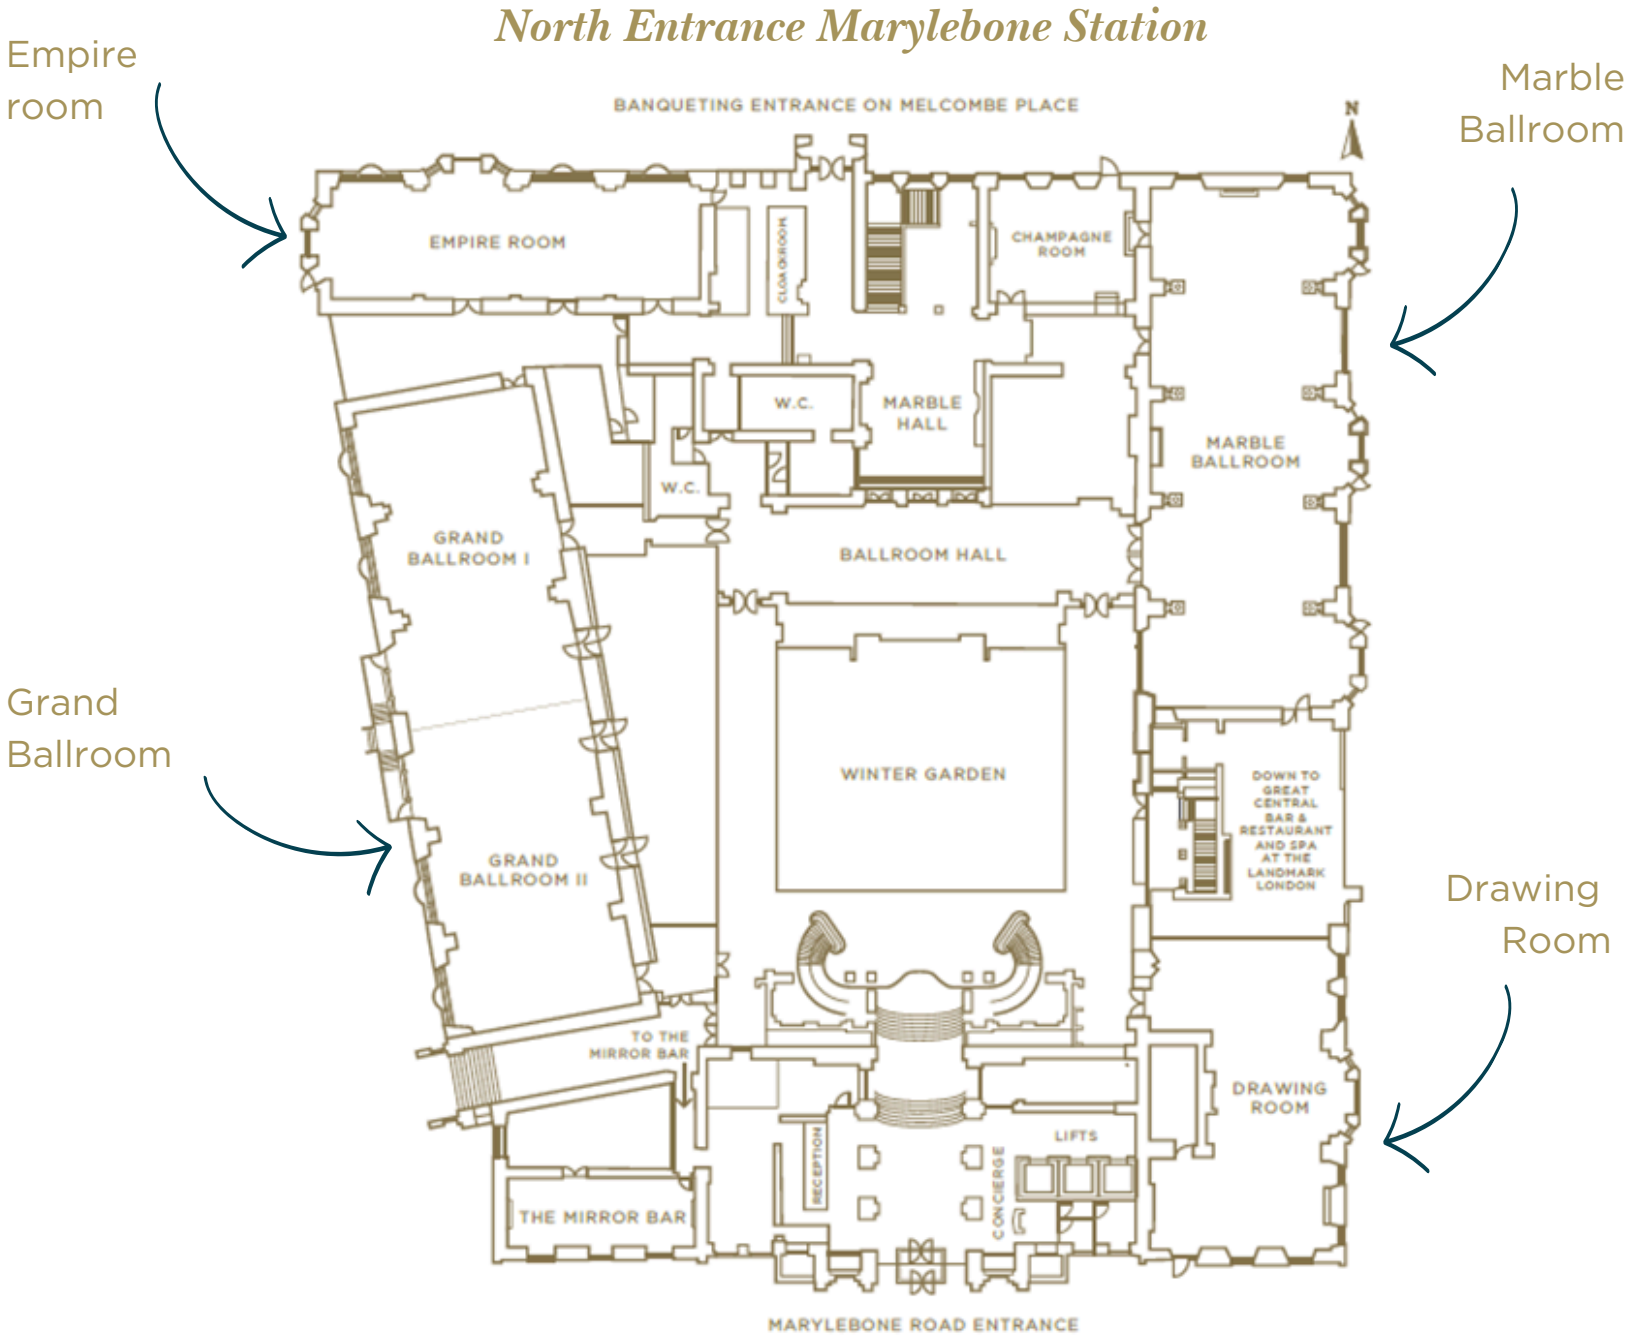 North Entrance Marylebone Station
Empire
room
Marble
Ballroom
BANQUETING ENTRANCE ON MELCOMBE PLACE
N
EMPIRE ROOM
CLOACKROOM
CHAMPAGNE
ROOM
W.C.
MARBLE
HALL
MARBLE
BALLROOM
W.C.
GRAND
BALLROOM I
BALLROOM HALL
Grand
Ballroom
WINTER GARDEN
DOWN TO
GREAT
CENTRAL
BAR &
RESTAURANT
AND SPA
AT THE
LANDMARK
LONDON
GRAND
BALLROOM II
Drawing
Room
TO THE
MIRROR BAR
DRAWING
ROOM
RECEPTION
CONCIERGE
LIFTS
THE MIRROR BAR
MARYLEBONE ROAD ENTRANCE